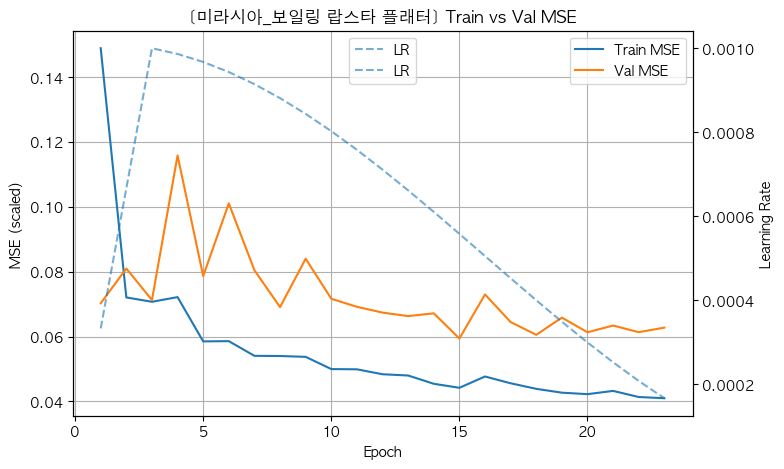 [미라시아_보일링 랍스타 플래터] Train vs Val MSE
MSE (scaled)
0.14
0.12
0.10
0.08
0.06
0.04
LR
LR
Train MSE
Val MSE
0.0010
0.0008
0.0006
0.0004
0.0002
Learning Rate
0
5
10
15
20
Epoch